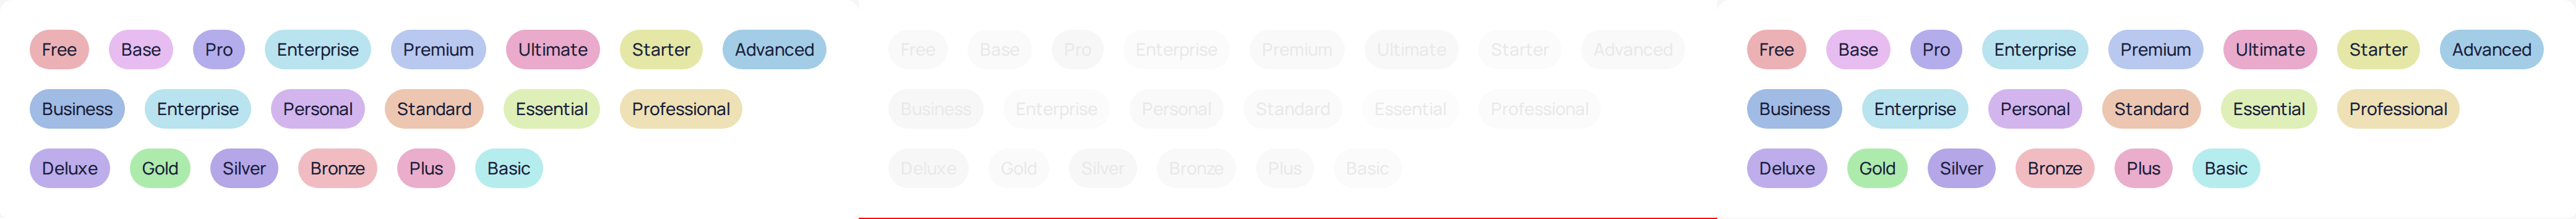 Free Base Pro Enterprise Premium Ultimate Starter Advanced Free Base Pro Enterprise Premium Ultimate Starter Advanced Free Base Pro Enterprise Premium Ultimate Starter Advanced
Business Enterprise Personal Standard Essential Professional Business Enterprise Personal Standard Essential Professional Business Enterprise Personal Standard Essential Professional
Deluxe Gold Silver Bronze Plus Basic Deluxe Gold Silver Bronze Plus Basic Deluxe Gold Silver Bronze Plus Basic